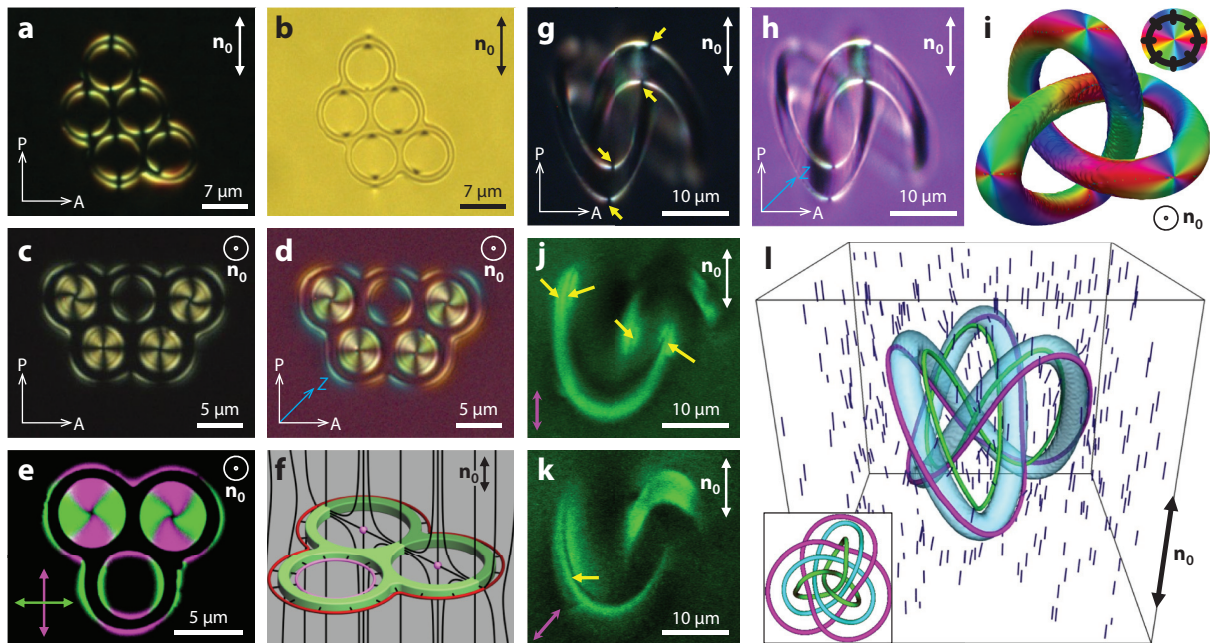 a
n₀
P
A
7 μm
b
n₀
7 μm
g
n₀
P
A
10 μm
h
n₀
P
Z
A
10 μm
i
n₀
c
n₀
P
A
5 μm
d
n₀
P
Z
A
5 μm
j
n₀
10 μm
l
n₀
e
n₀
5 μm
f
n₀
k
n₀
10 μm